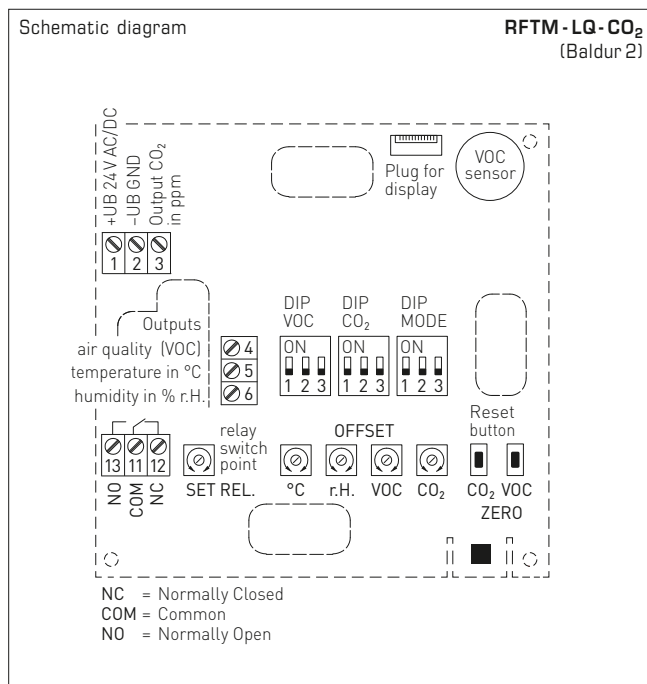 Schematic diagram
RFTM-LQ-CO₂
(Baldur 2)
+UB 24V AC/DC
–UB GND
Output CO₂
in ppm
1 2 3
Plug for
display
VOC
sensor
Outputs
air quality (VOC) 4
temperature in °C 5
humidity in % r.H. 6
DIP
VOC
ON
1 2 3
DIP
CO₂
ON
1 2 3
DIP
MODE
ON
1 2 3
13 11 12
NO
COM
NC
relay
switch
point
SET REL.
OFFSET
°C r.H. VOC CO₂
Reset
button
CO₂ VOC
ZERO
NC = Normally Closed
COM = Common
NO = Normally Open